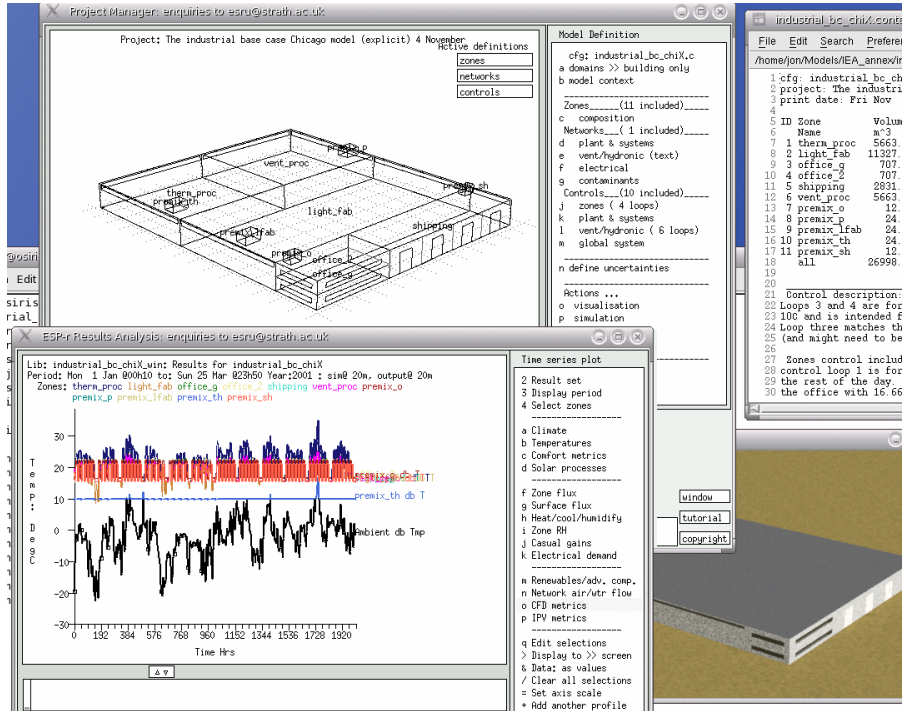 Project Manager: enquiries to esru@strath.ac.uk
Project: The industrial base case Chicago model (explicit) 4 November
Active definitions
zones
networks
controls
premix_p
vent_proc
premix_sh
therm_proc
premix_th
light_fab
shipping
premix_lfab
premix_o
office_2
office_g
Model Definition
cfg: industrial_bc_chiX.c
a domains >> building only
b model context
Zones_____(11 included)_____
c composition
Networks___( 1 included)_____
d plant & systems
e vent/hydronic (text)
f electrical
g contaminants
Controls___(10 included)_____
j zones ( 4 loops)
k plant & systems
l vent/hydronic ( 6 loops)
m global system
n define uncertainties
Actions ...
o visualisation
p simulation
window
tutorial
copyright
industrial_bc_chiX.conte
File Edit Search Prefere
/home/jon/Models/IEA_annex/in
1 cfg: industrial_bc_ch
2 project: The industri
3 print date: Fri Nov
4
5 ID Zone Volum
6 Name m^3
7 1 therm_proc 5663.
8 2 light_fab 11327.
9 3 office_g 707.
10 4 office_2 707.
11 5 shipping 2831.
12 6 vent_proc 5663.
13 7 premix_o 12.
14 8 premix_p 24.
15 9 premix_lfab 24.
16 10 premix_th 24.
17 11 premix_sh 12.
18 all 26998.
19
20
21 Control description:
22 Loops 3 and 4 are for
23 10C and is intended f
24 Loop three matches th
25 (and might need to be
26
27 Zones control includ
28 control loop 1 is for
29 the rest of the day.
30 the office with 16.66
@osiri
Edit
siris
rial_
ESP-r Results Analysis: enquiries to esru@strath.ac.uk
Lib: industrial_bc_chiX_win: Results for industrial_bc_chiX
Period: Mon 1 Jan @00h10 to: Sun 25 Mar @23h50 Year:2001 : sim@ 20m, output@ 20m
Zones: therm_proc light_fab office_g office_2 shipping vent_proc premix_o
premix_p premix_lfab premix_th premix_sh
Temp: DegC
30
20
10
0
-10
-20
-30
premix_th db T
Ambient db Tmp
0 192 384 576 768 960 1152 1344 1536 1728 1920
Time Hrs
Time series plot
2 Result set
3 Display period
4 Select zones
a Climate
b Temperatures
c Comfort metrics
d Solar processes
f Zone flux
g Surface flux
h Heat/cool/humidify
i Zone RH
j Casual gains
k Electrical demand
m Renewables/adv. comp.
n Network air/wtr flow
o CFD metrics
p IPV metrics
q Edit selections
> Display to >> screen
& Data: as values
/ Clear all selections
= Set axis scale
+ Add another profile